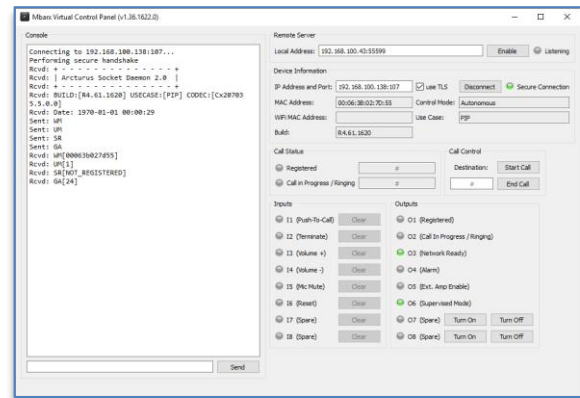 Mbarx Virtual Control Panel (v1.36.1622.0)
Console
Connecting to 192.168.100.138:107...
Performing secure handshake
Rcvd: + - - - - - - - - - - - - - - +
Rcvd: | Arcturus Socket Daemon 2.0 |
Rcvd: + - - - - - - - - - - - - - - +
Rcvd: BUILD:[R4.61.1620] USECASE:[PIP] CODEC:[Cx20703
5.5.0.0]
Rcvd: Date: 1970-01-01 00:00:29
Sent: WM
Sent: UM
Sent: SR
Sent: GA
Rcvd: WM[00063b027d55]
Rcvd: UM[1]
Rcvd: SR[NOT_REGISTERED]
Rcvd: GA[24]
Send
Remote Server
Local Address: 192.168.100.43:55599 Enable Listening
Device Information
IP Address and Port: 192.168.100.138:107 use TLS Disconnect Secure Connection
MAC Address: 00:06:3B:02:7D:55 Control Mode: Autonomous
WiFi MAC Address: Use Case: PIP
Build: R4.61.1620
Call Status
Registered #
Call in Progress / Ringing #
Call Control
Destination: Start Call
# End Call
Inputs
I1 (Push-To-Call) Clear
I2 (Terminate) Clear
I3 (Volume +) Clear
I4 (Volume -) Clear
I5 (Mic Mute) Clear
I6 (Reset) Clear
I7 (Spare) Clear
I8 (Spare) Clear
Outputs
O1 (Registered)
O2 (Call In Progress / Ringing)
O3 (Network Ready)
O4 (Alarm)
O5 (Ext. Amp Enable)
O6 (Supervised Mode)
O7 (Spare) Turn On Turn Off
O8 (Spare) Turn On Turn Off